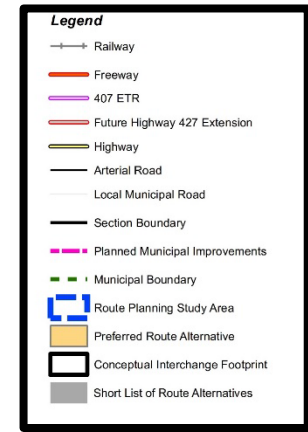 Legend
Railway
Freeway
407 ETR
Future Highway 427 Extension
Highway
Arterial Road
Local Municipal Road
Section Boundary
Planned Municipal Improvements
Municipal Boundary
Route Planning Study Area
Preferred Route Alternative
Conceptual Interchange Footprint
Short List of Route Alternatives